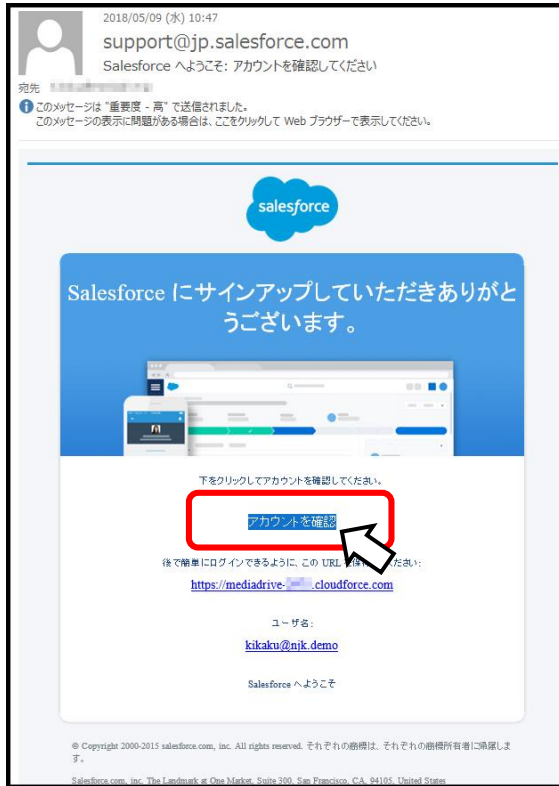 2018/05/09 (水) 10:47
support@jp.salesforce.com
Salesforce へようこそ: アカウントを確認してください
宛先
このメッセージは "重要度 - 高" で送信されました。
このメッセージの表示に問題がある場合は、ここをクリックして Web ブラウザーで表示してください。
salesforce
Salesforce にサインアップしていただきありがと
うございます。
下をクリックしてアカウントを確認してください。
アカウントを確認
後で簡単にログインできるように、この URL ください:
https://mediadrive- .cloudforce.com
ユーザ名:
kikaku@njk.demo
Salesforce へようこそ
© Copyright 2000-2015 salesforce.com, inc. All rights reserved. それぞれの商標は、それぞれの商標所有者に帰属しま
す。
Salesforce.com, inc. The Landmark at One Market, Suite 300, San Francisco, CA, 94105, United States